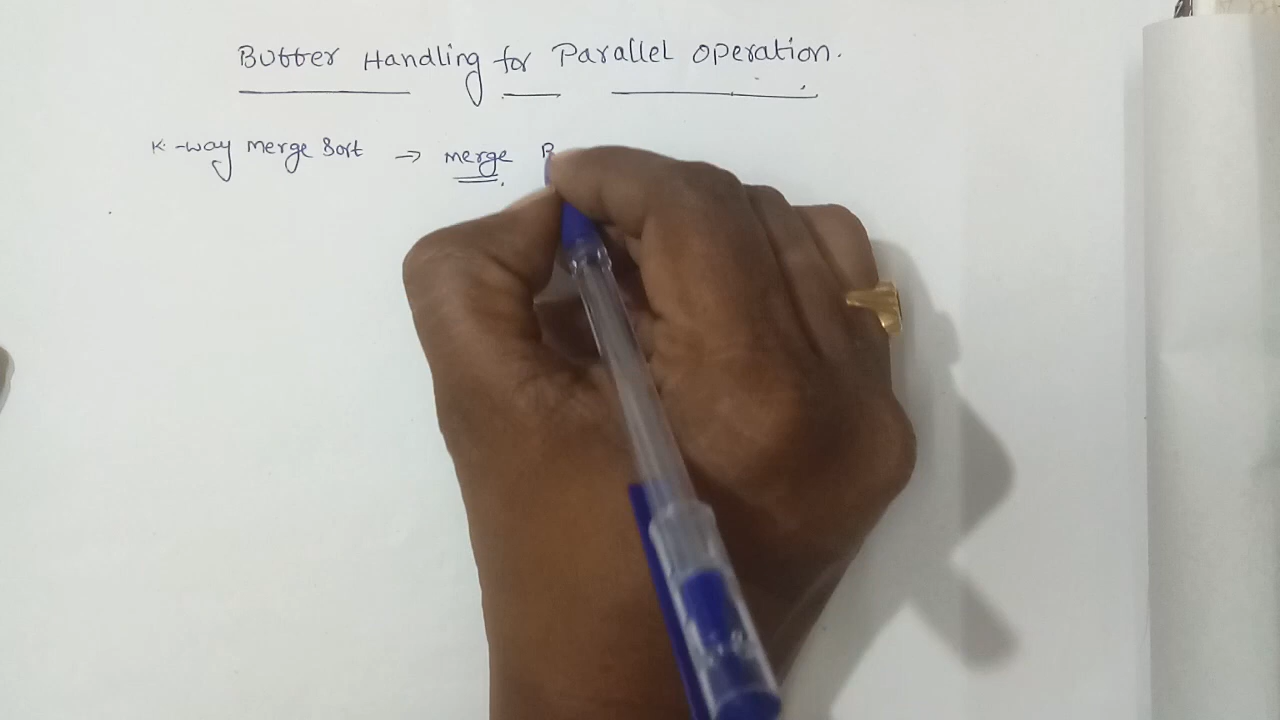 Buffer Handling for Parallel Operation.
K-way merge Sort → merge